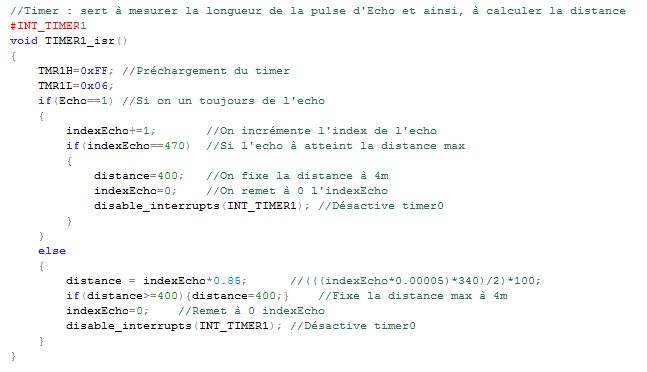 //Timer : sert à mesurer la longueur de la pulse d'Echo et ainsi, à calculer la distance
#INT_TIMER1
void TIMER1_isr()
{
TMR1H=0xFF; //Préchargement du timer
TMR1L=0x06;
if(Echo==1) //Si on un toujours de l'echo
{
indexEcho+=1; //On incrémente l'index de l'echo
if(indexEcho==470) //Si l'echo à atteint la distance max
{
distance=400; //On fixe la distance à 4m
indexEcho=0; //On remet à 0 l'indexEcho
disable_interrupts(INT_TIMER1); //Désactive timer0
}
}
else
{
distance = indexEcho*0.85; //(((indexEcho*0.00005)*340)/2)*100;
if(distance>=400){distance=400;} //Fixe la distance max à 4m
indexEcho=0; //Remet à 0 indexEcho
disable_interrupts(INT_TIMER1); //Désactive timer0
}
}